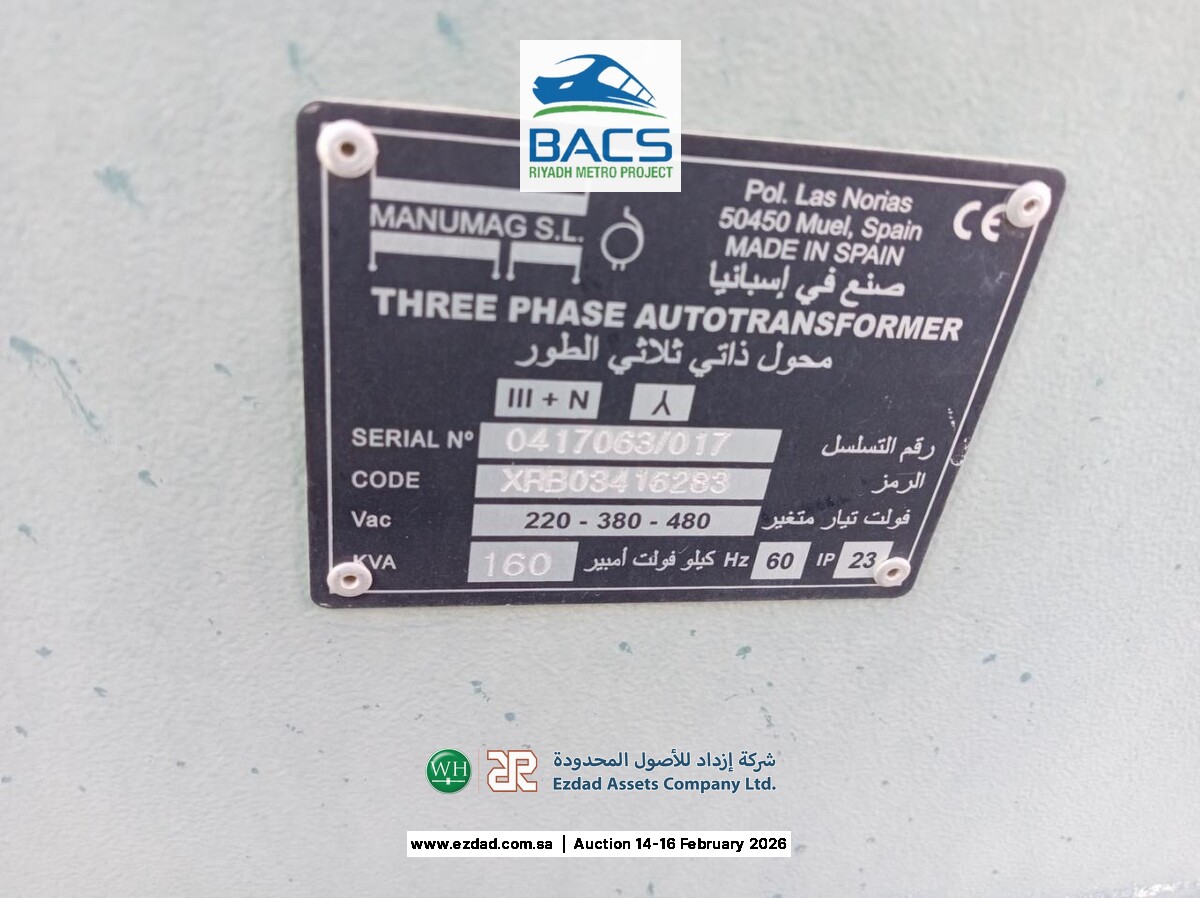 BACS
RIYADH METRO PROJECT
MANUMAG S.L.
Pol. Las Norias
50450 Muel, Spain
MADE IN SPAIN
صنع في إسبانيا
CE
THREE PHASE AUTOTRANSFORMER
محول ذاتي ثلاثي الطور
III + N
SERIAL Nº 0417063/017 رقم التسلسل
CODE XRB03416283 الرمز
Vac 220 - 380 - 480 فولت تيار متغير
KVA 160 كيلو فولت أمبير Hz 60 IP 23
WH
شركة إزداد للأصول المحدودة
Ezdad Assets Company Ltd.
www.ezdad.com.sa | Auction 14-16 February 2026